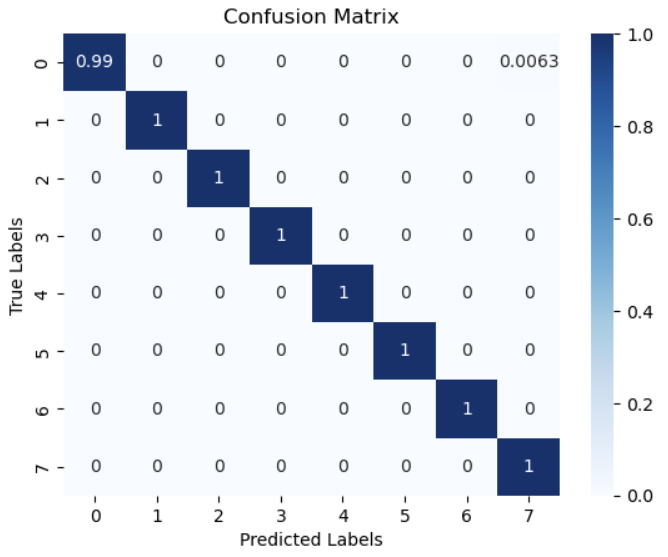 Confusion Matrix
0 0.99 0 0 0 0 0 0 0.0063
1 0 1 0 0 0 0 0 0
2 0 0 1 0 0 0 0 0
3 0 0 0 1 0 0 0 0
4 0 0 0 0 1 0 0 0
5 0 0 0 0 0 1 0 0
6 0 0 0 0 0 0 1 0
7 0 0 0 0 0 0 0 1
0 1 2 3 4 5 6 7
Predicted Labels
True Labels
1.0
0.8
0.6
0.4
0.2
0.0